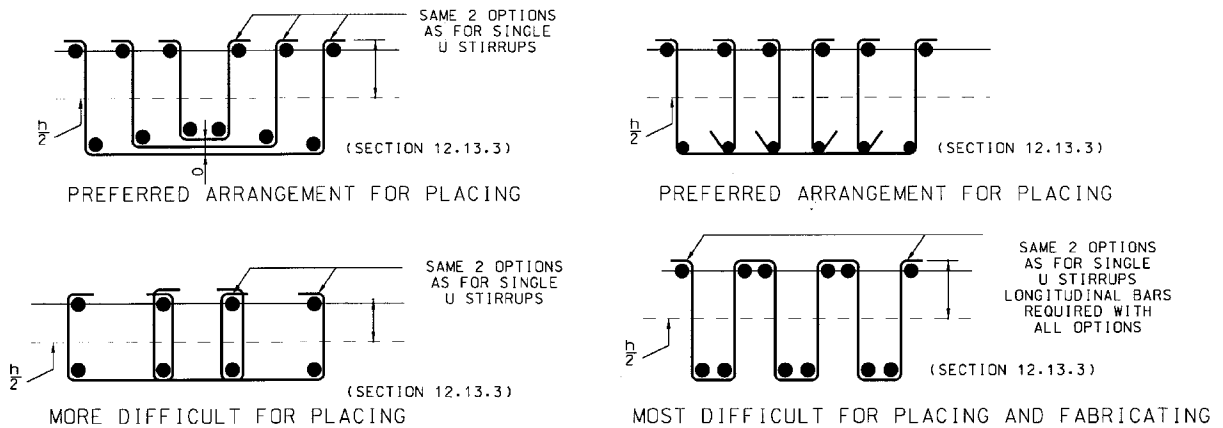 SAME 2 OPTIONS
AS FOR SINGLE
U STIRRUPS
h
2
(SECTION 12.13.3)
0
PREFERRED ARRANGEMENT FOR PLACING
h
2
(SECTION 12.13.3)
PREFERRED ARRANGEMENT FOR PLACING
SAME 2 OPTIONS
AS FOR SINGLE
U STIRRUPS
h
2
(SECTION 12.13.3)
MORE DIFFICULT FOR PLACING
SAME 2 OPTIONS
AS FOR SINGLE
U STIRRUPS
LONGITUDINAL BARS
REQUIRED WITH
ALL OPTIONS
h
2
(SECTION 12.13.3)
MOST DIFFICULT FOR PLACING AND FABRICATING